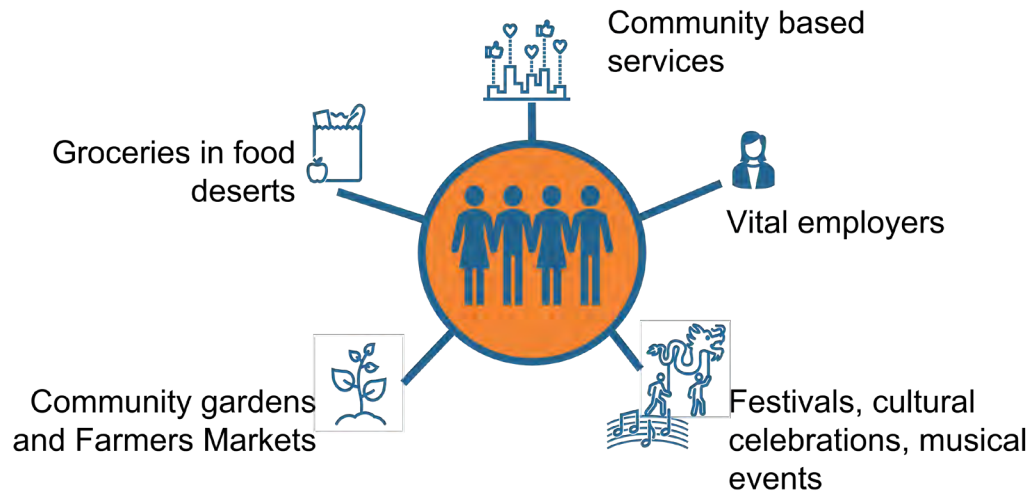 Community based
services
Groceries in food
deserts
Vital employers
Community gardens
and Farmers Markets
Festivals, cultural
celebrations, musical
events